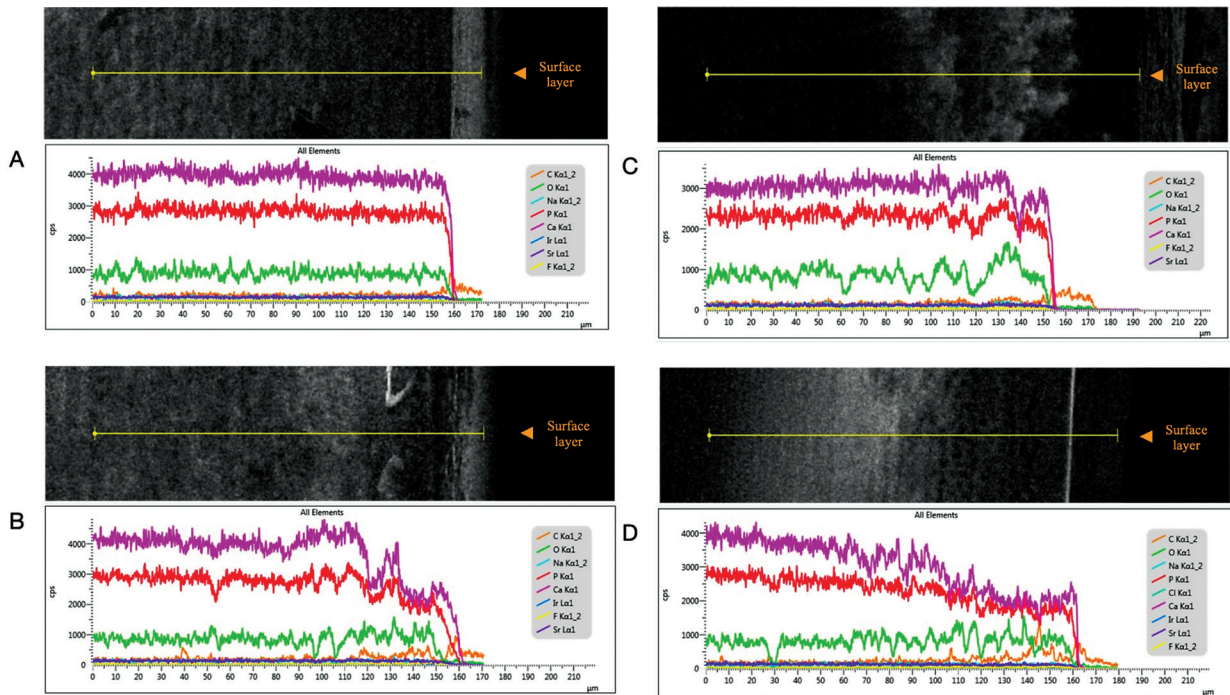 Surface
layer
A
All Elements
cps
4000
3000
2000
1000
0
C Kα1_2
O Kα1
Na Kα1_2
P Kα1
Ca Kα1
Ir Lα1
Sr Lα1
F Kα1_2
0 10 20 30 40 50 60 70 80 90 100 110 120 130 140 150 160 170 180 190 200 210
µm
Surface
layer
B
All Elements
cps
4000
3000
2000
1000
0
C Kα1_2
O Kα1
Na Kα1_2
P Kα1
Ca Kα1
Ir Lα1
F Kα1_2
Sr Lα1
0 10 20 30 40 50 60 70 80 90 100 110 120 130 140 150 160 170 180 190 200 210
µm
Surface
layer
C
All Elements
cps
3000
2000
1000
0
C Kα1_2
O Kα1
Na Kα1_2
P Kα1
Ca Kα1
F Kα1_2
Sr Lα1
0 10 20 30 40 50 60 70 80 90 100 110 120 130 140 150 160 170 180 190 200 210 220
µm
Surface
layer
D
All Elements
cps
4000
3000
2000
1000
0
C Kα1_2
O Kα1
Na Kα1_2
P Kα1
Cl Kα1
Ca Kα1
Ir Lα1
Sr Lα1
F Kα1_2
0 10 20 30 40 50 60 70 80 90 100 110 120 130 140 150 160 170 180 190 200 210
µm